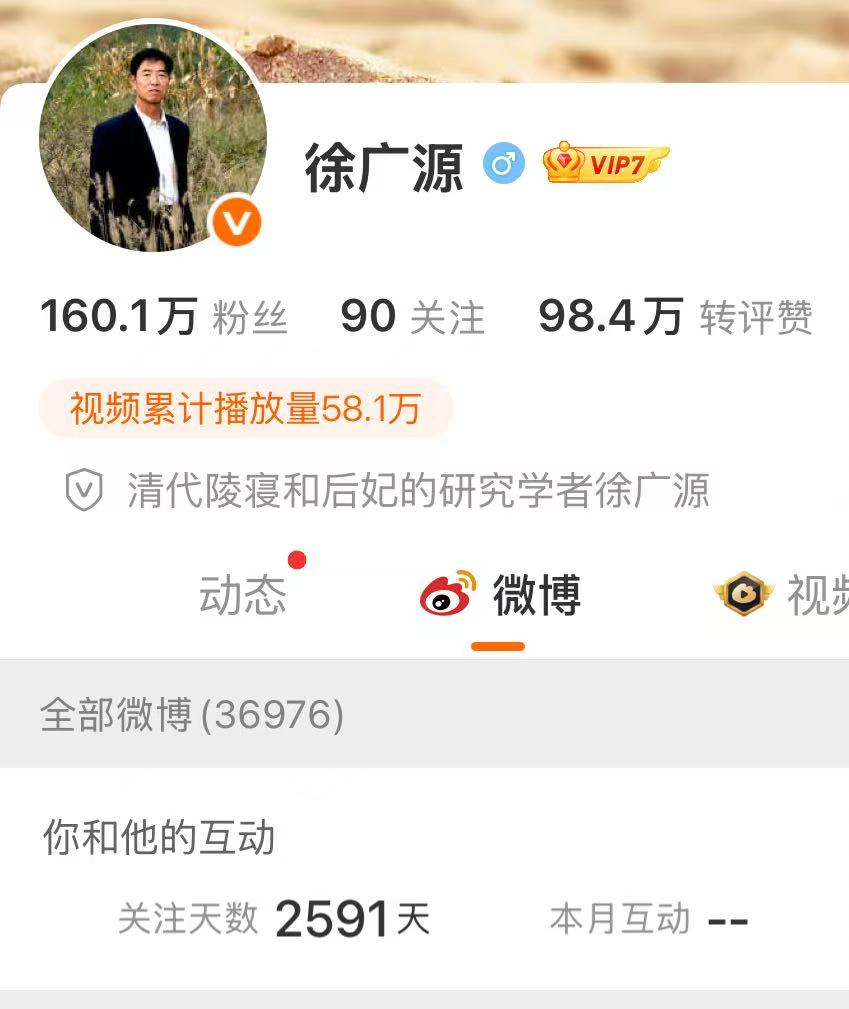 徐广源 VIP7
160.1万 粉丝 90 关注 98.4万 转评赞
视频累计播放量58.1万
清代陵寝和后妃的研究学者徐广源
动态 微博 视频
全部微博(36976)
你和他的互动
关注天数 2591天 本月互动 --